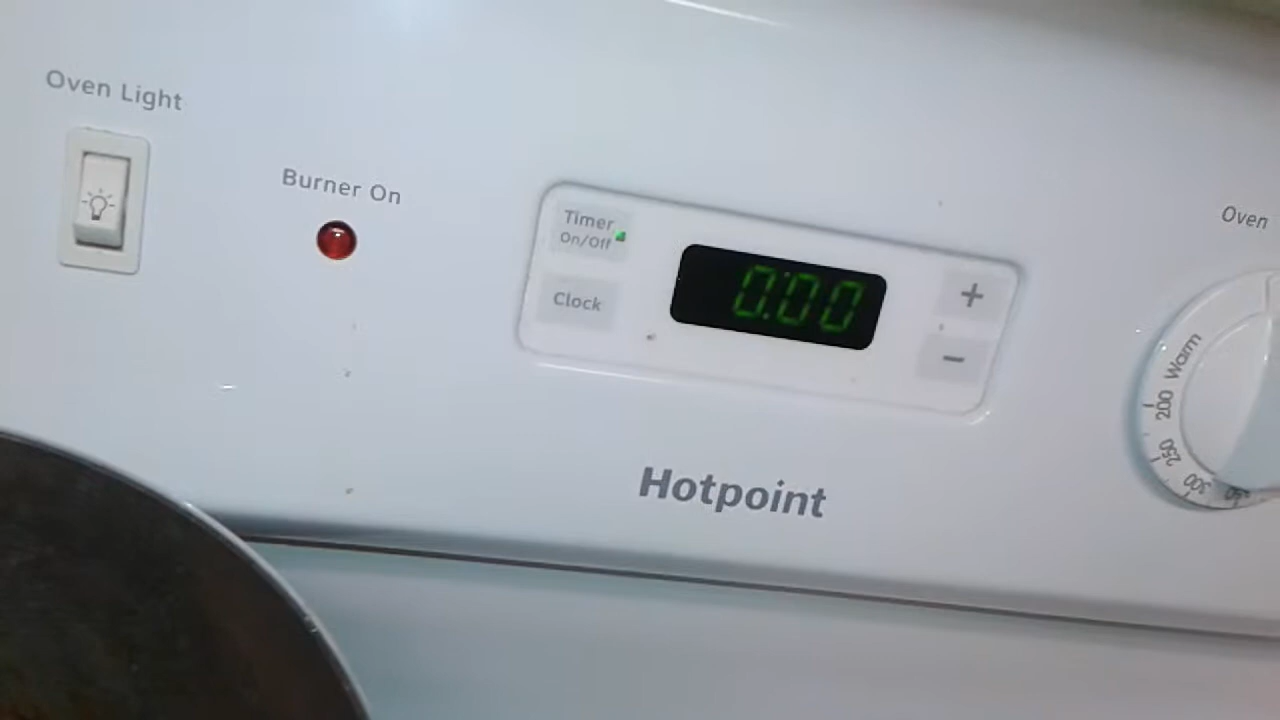 Oven Light
Burner On
Timer
On/Off
Clock
0:00
+
-
Oven
Warm
200
250
300
Hotpoint